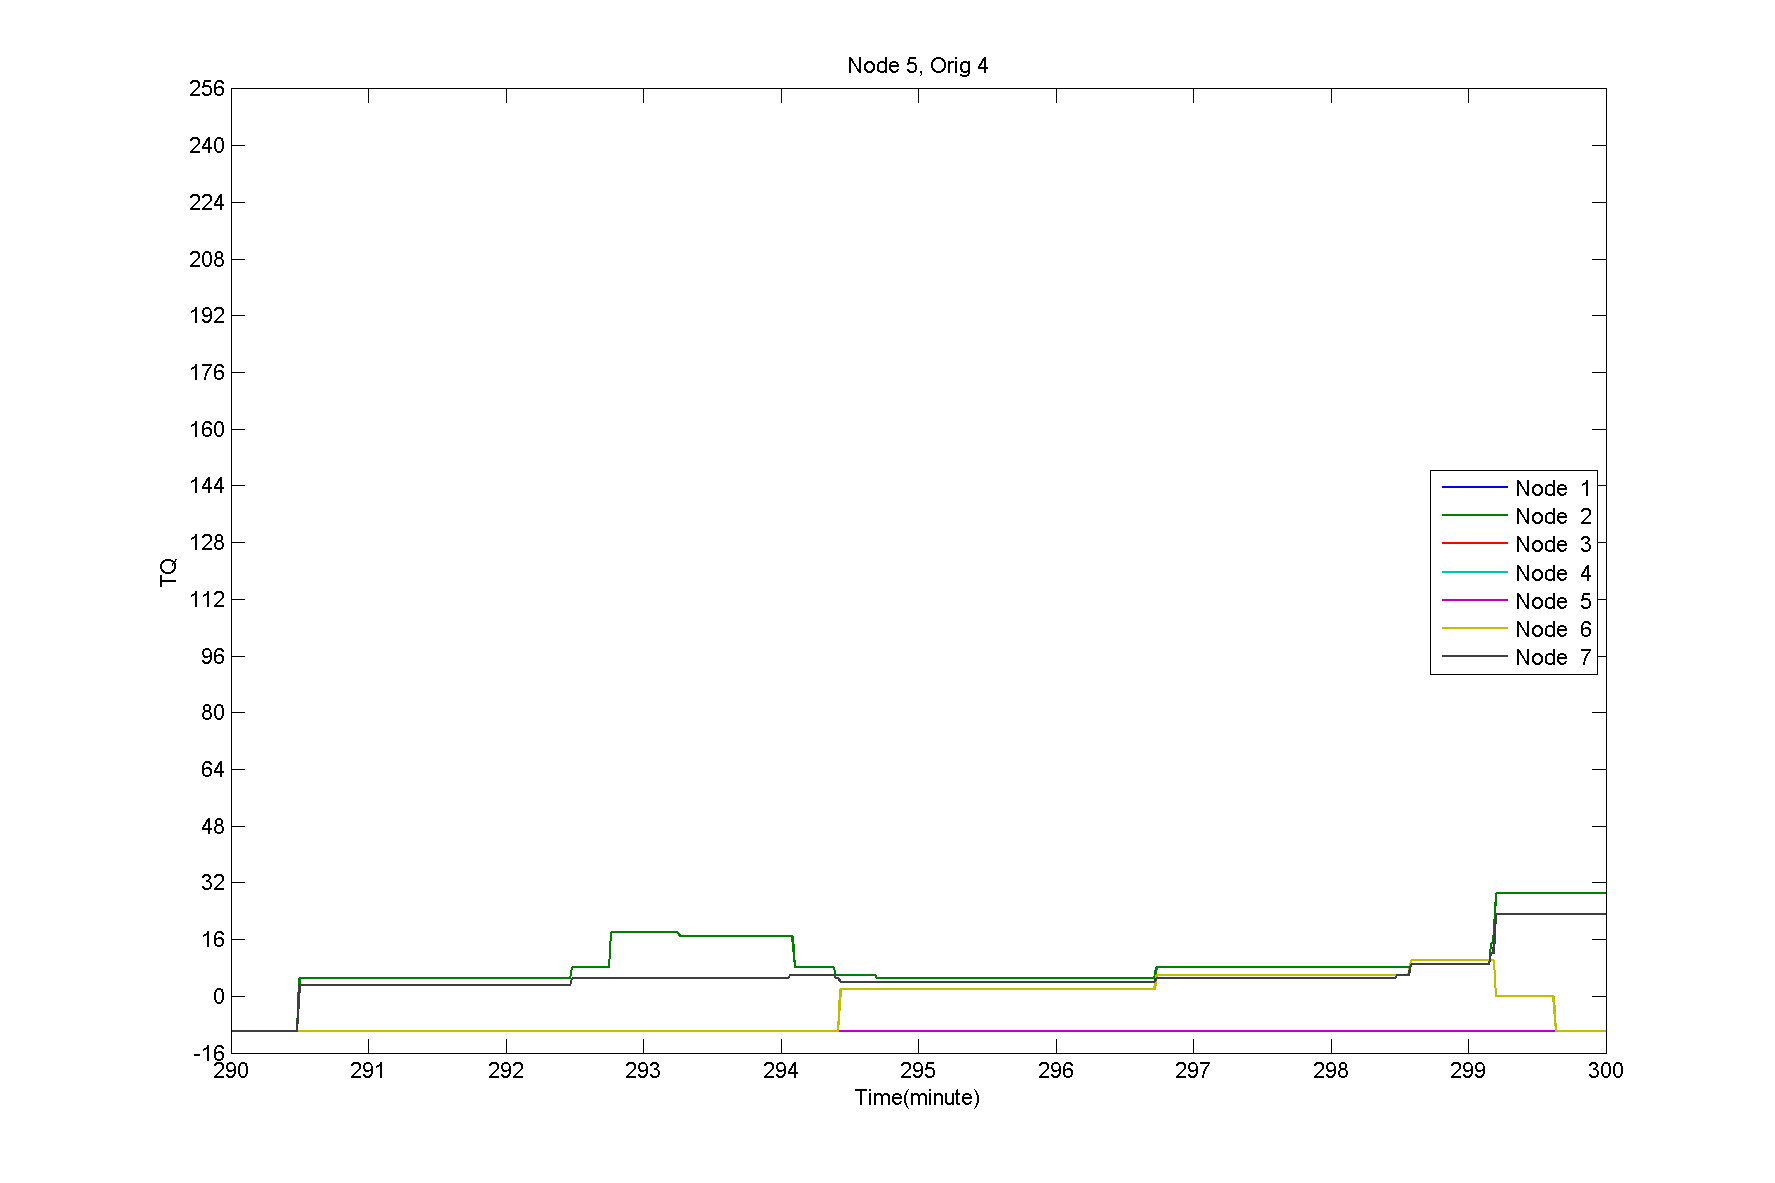 Node 5, Orig 4
256
240
224
208
192
176
160
144
128
112
96
80
64
48
32
16
0
-16
TQ
Node 1
Node 2
Node 3
Node 4
Node 5
Node 6
Node 7
290 291 292 293 294 295 296 297 298 299 300
Time(minute)